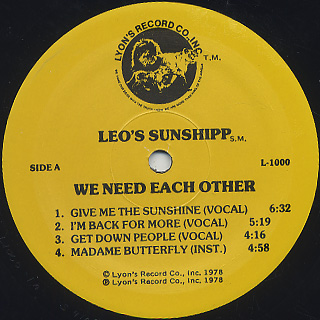 LYON'S RECORD CO., INC.
T.M.
LEO'S SUNSHIPP S.M.
SIDE A
L-1000
WE NEED EACH OTHER
1. GIVE ME THE SUNSHINE (VOCAL) 6:32
2. I'M BACK FOR MORE (VOCAL) 5:19
3. GET DOWN PEOPLE (VOCAL) 4:16
4. MADAME BUTTERFLY (INST.) 4:58
© Lyon's Record Co., Inc. 1978
℗ Lyon's Record Co., Inc. 1978